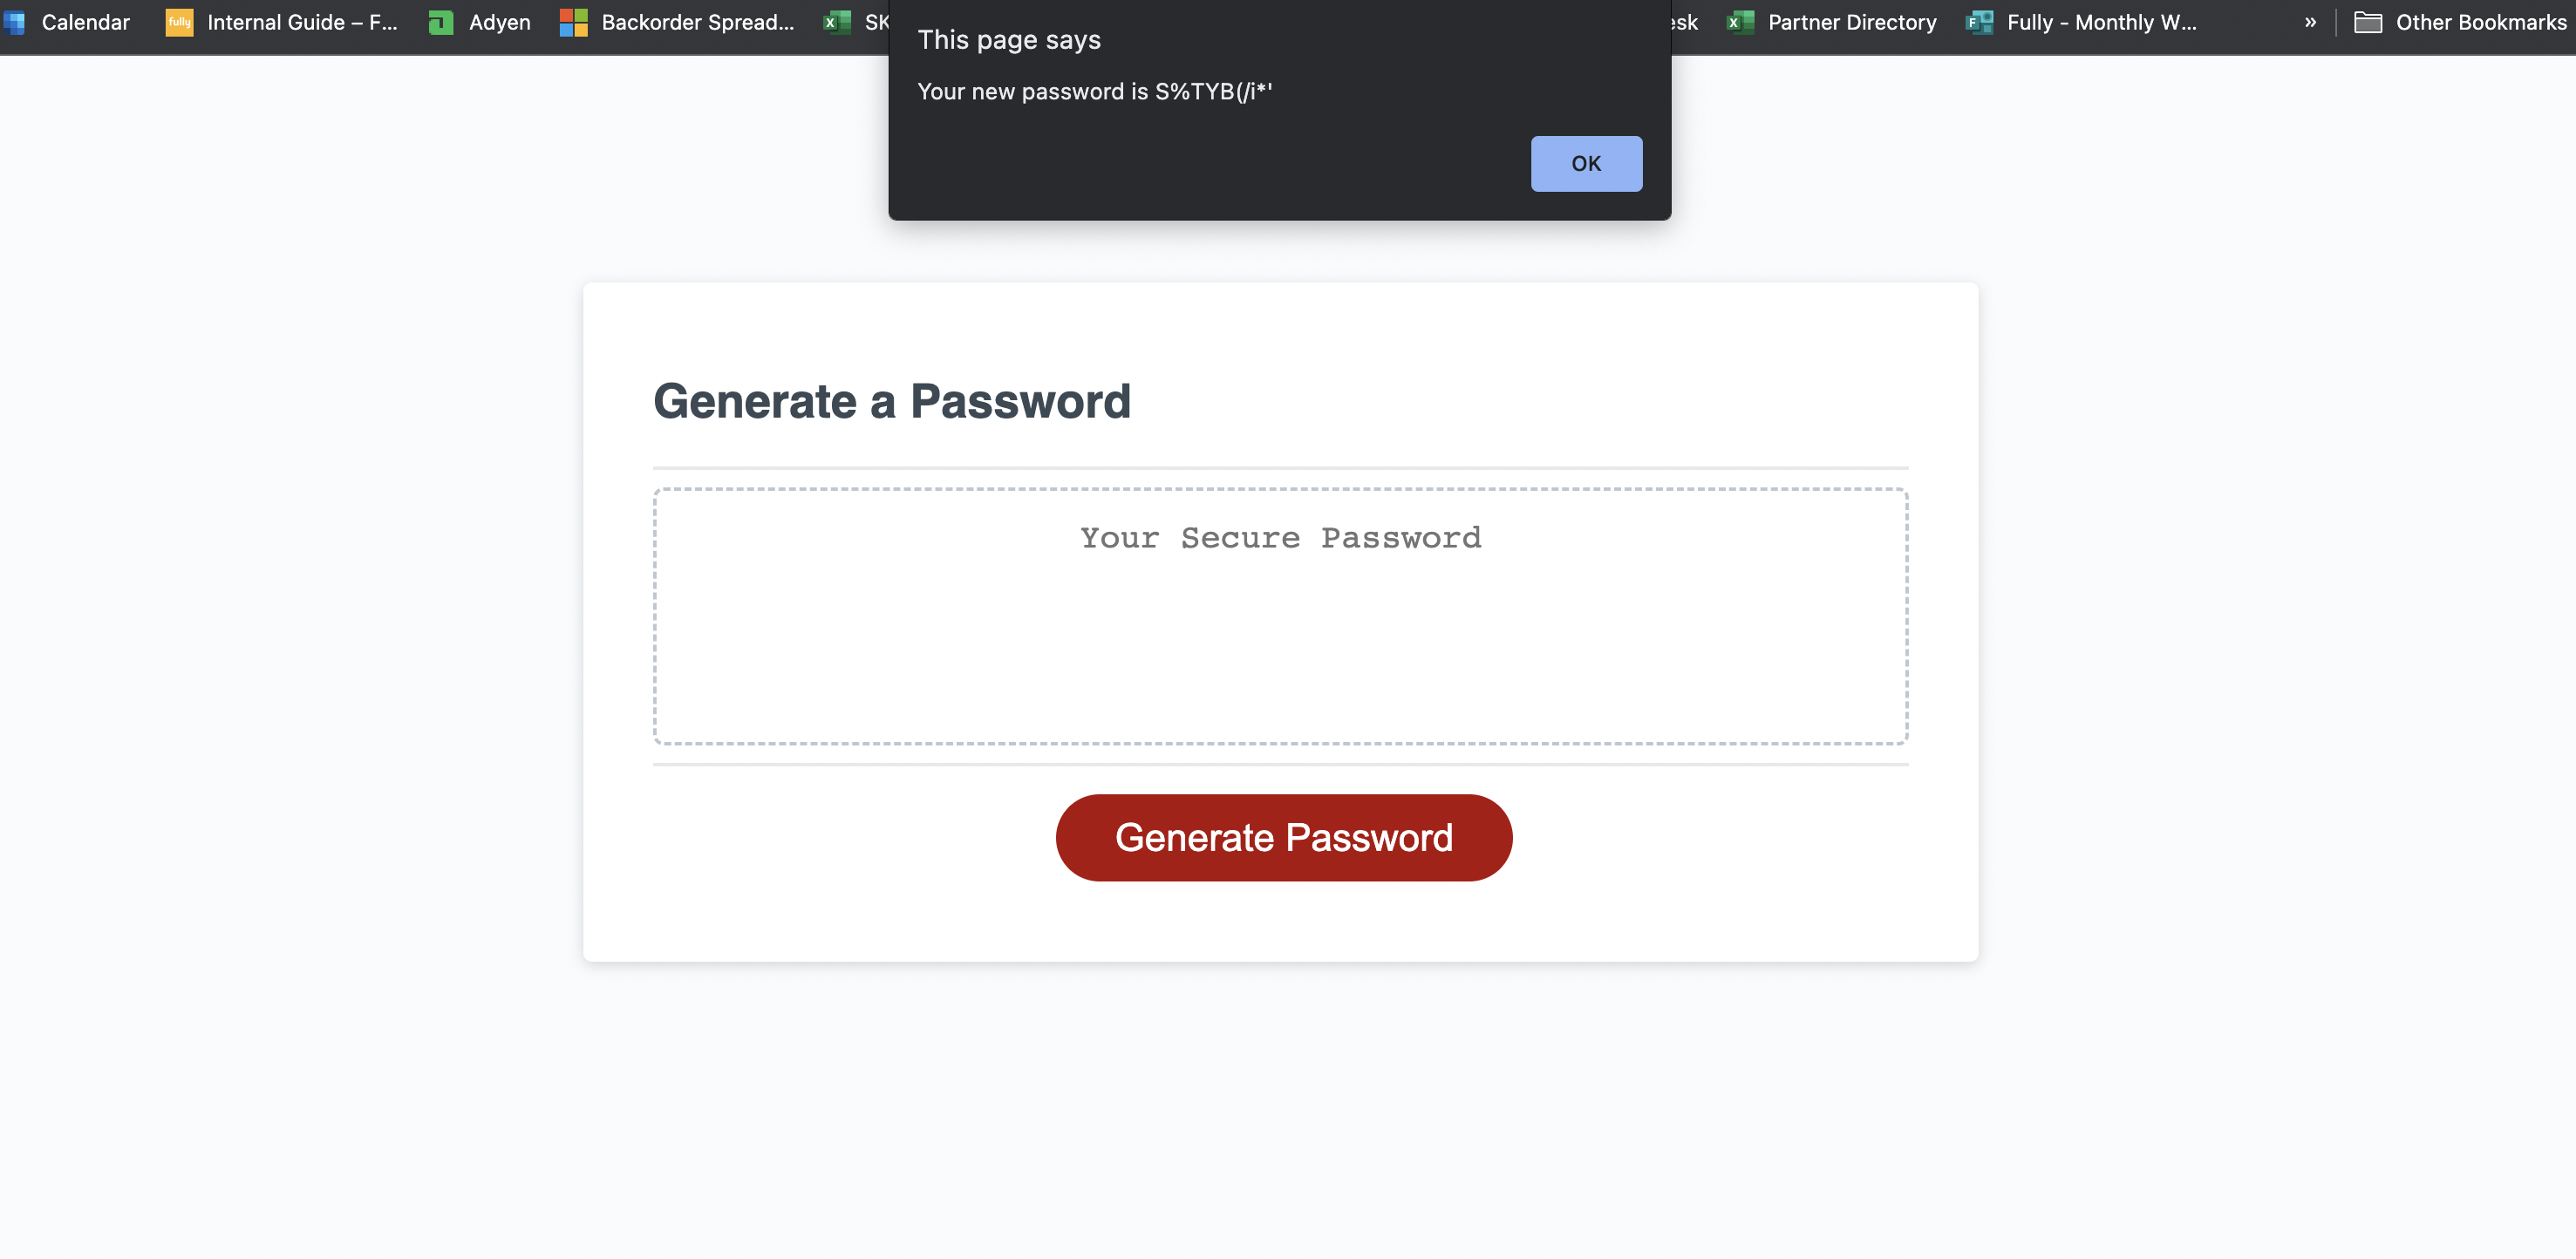 Calendar
fully
Internal Guide – F...
Adyen
Backorder Spread...
X
SK
esk
X
Partner Directory
F
Fully - Monthly W...
»
Other Bookmarks
This page says
Your new password is S%TYB(/i*'
OK
Generate a Password
Your Secure Password
Generate Password